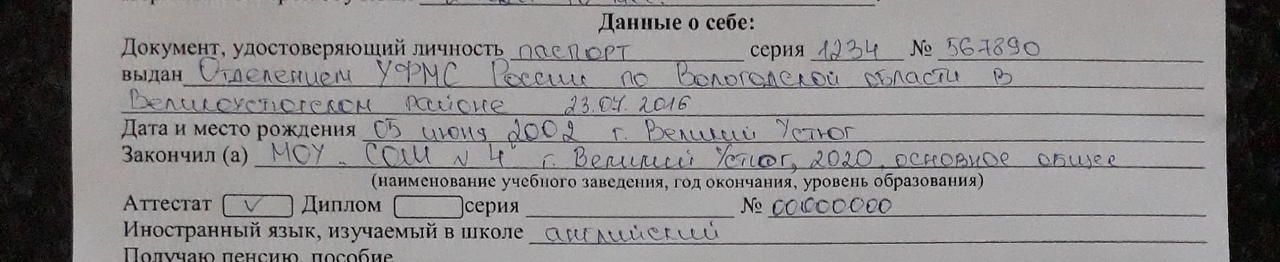 Данные о себе:
Документ, удостоверяющий личность паспорт серия 1234 № 567890
выдан Отделением УФМС России по Вологодской области в
Великоустюгском районе 23.04.2016
Дата и место рождения 05 июня 2002 г. Великий Устюг
Закончил (а) МОУ СОШ №4 г. Великий Устюг, 2020, основное общее
(наименование учебного заведения, год окончания, уровень образования)
Аттестат ✓ Диплом серия № 00000000
Иностранный язык, изучаемый в школе английский
Получаю пенсию, пособие